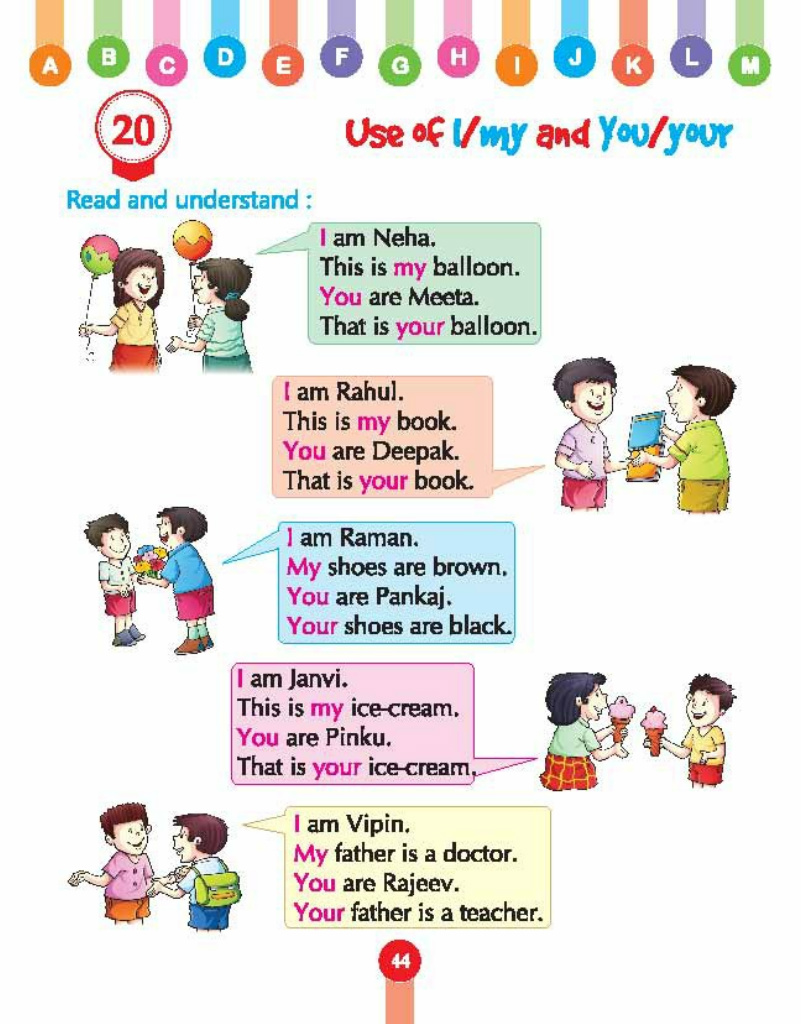 A B C D E F G H I J K L M
20
Use of I/my and You/your
Read and understand :
I am Neha.
This is my balloon.
You are Meeta.
That is your balloon.
I am Rahul.
This is my book.
You are Deepak.
That is your book.
I am Raman.
My shoes are brown.
You are Pankaj.
Your shoes are black.
I am Janvi.
This is my ice-cream.
You are Pinku.
That is your ice-cream.
I am Vipin.
My father is a doctor.
You are Rajeev.
Your father is a teacher.
44